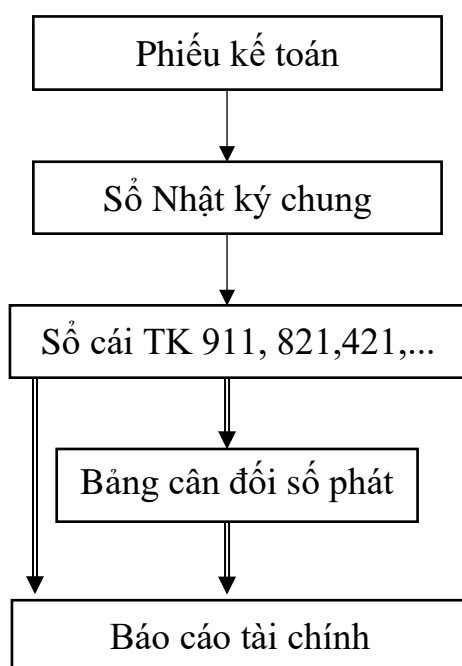 Phiếu kế toán
Sổ Nhật ký chung
Sổ cái TK 911, 821,421,...
Bảng cân đối số phát
Báo cáo tài chính